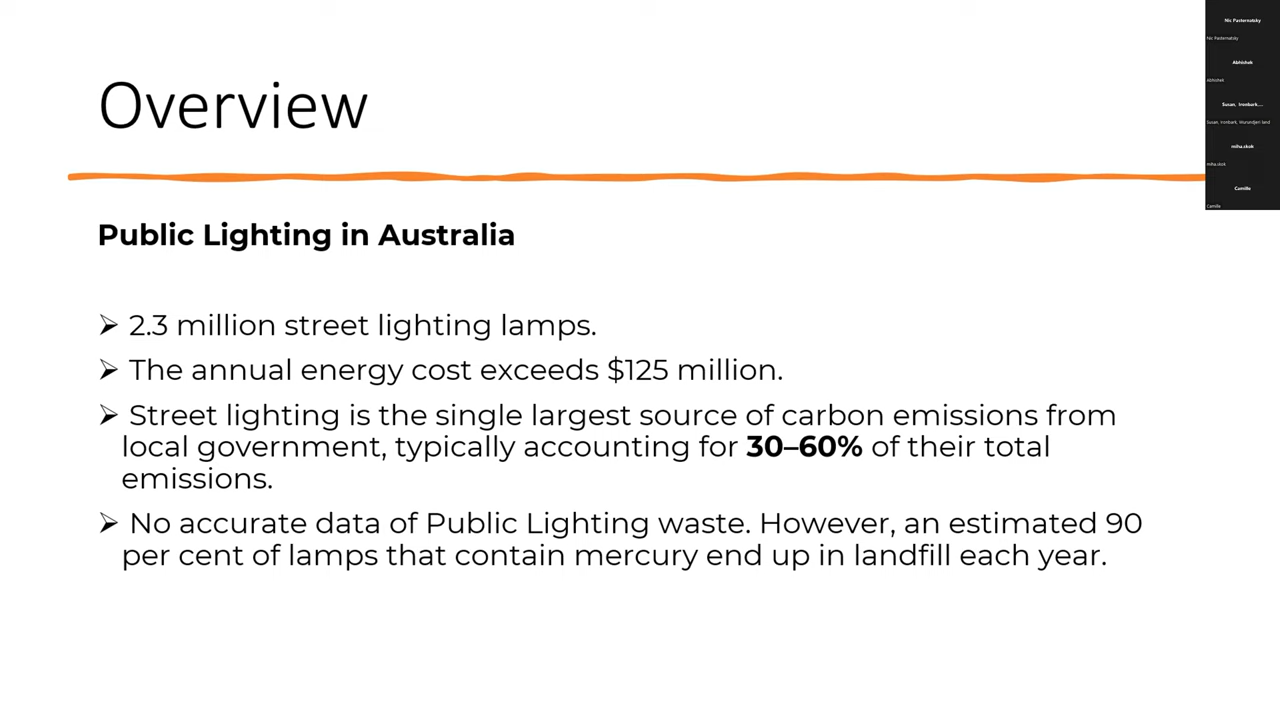 Overview
Public Lighting in Australia
➢ 2.3 million street lighting lamps.
➢ The annual energy cost exceeds $125 million.
➢ Street lighting is the single largest source of carbon emissions from
local government, typically accounting for 30–60% of their total
emissions.
➢ No accurate data of Public Lighting waste. However, an estimated 90
per cent of lamps that contain mercury end up in landfill each year.
Nic Pasternatsky
Nic Pasternatsky
Abhishek
Abhishek
Susan, Ironbark....
Susan, Ironbark, Wurundjeri land
miha.skok
miha.skok
Camille
Camille